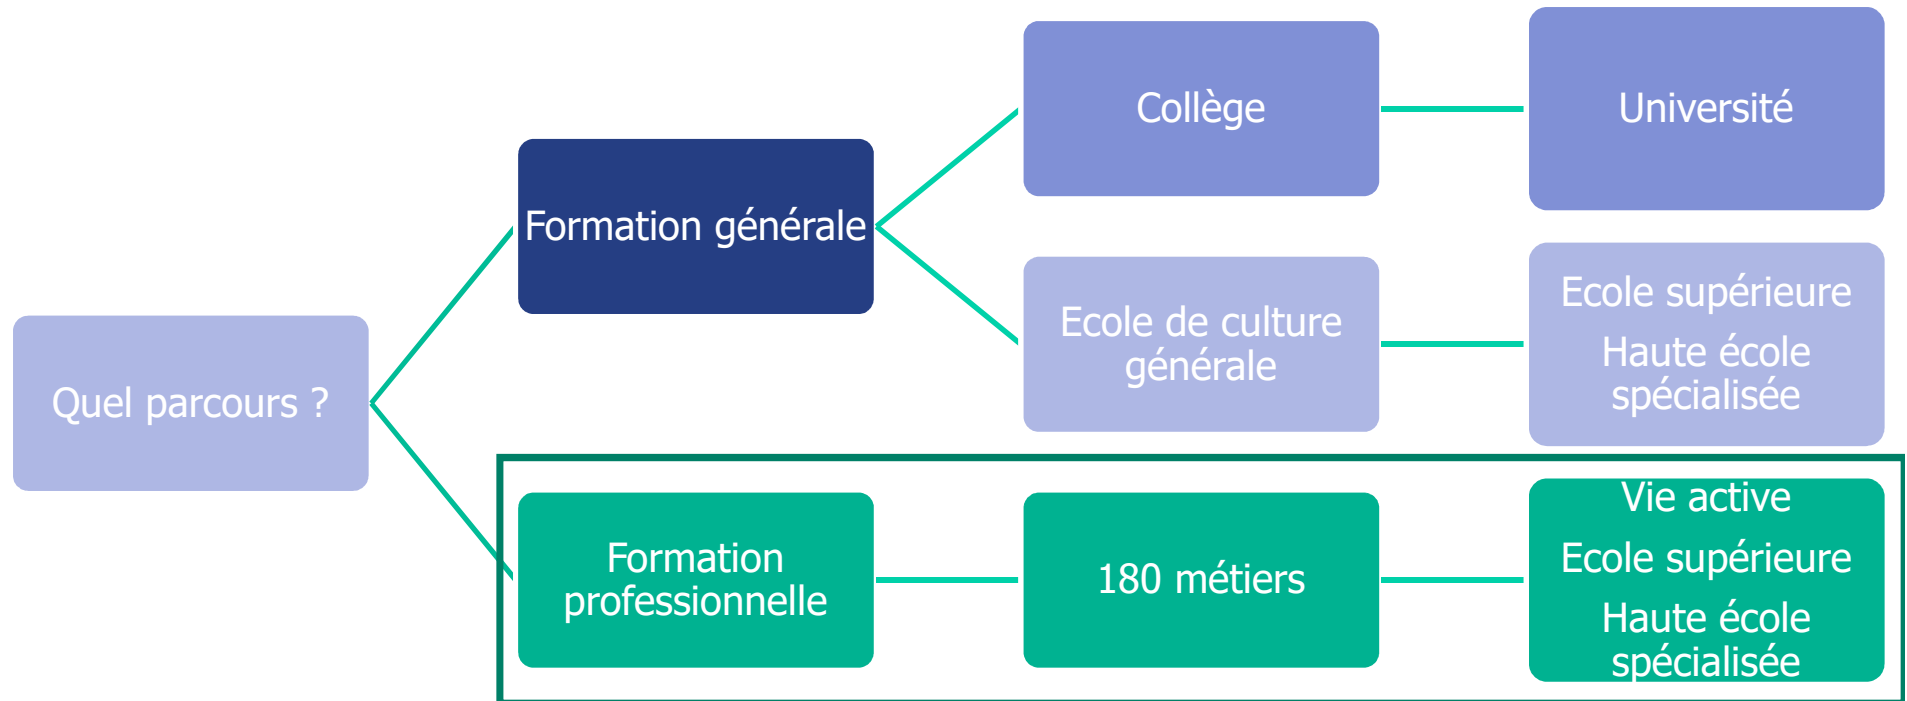 Quel parcours ?
Formation générale
Collège
Université
Ecole de culture
générale
Ecole supérieure
Haute école
spécialisée
Formation
professionnelle
180 métiers
Vie active
Ecole supérieure
Haute école
spécialisée